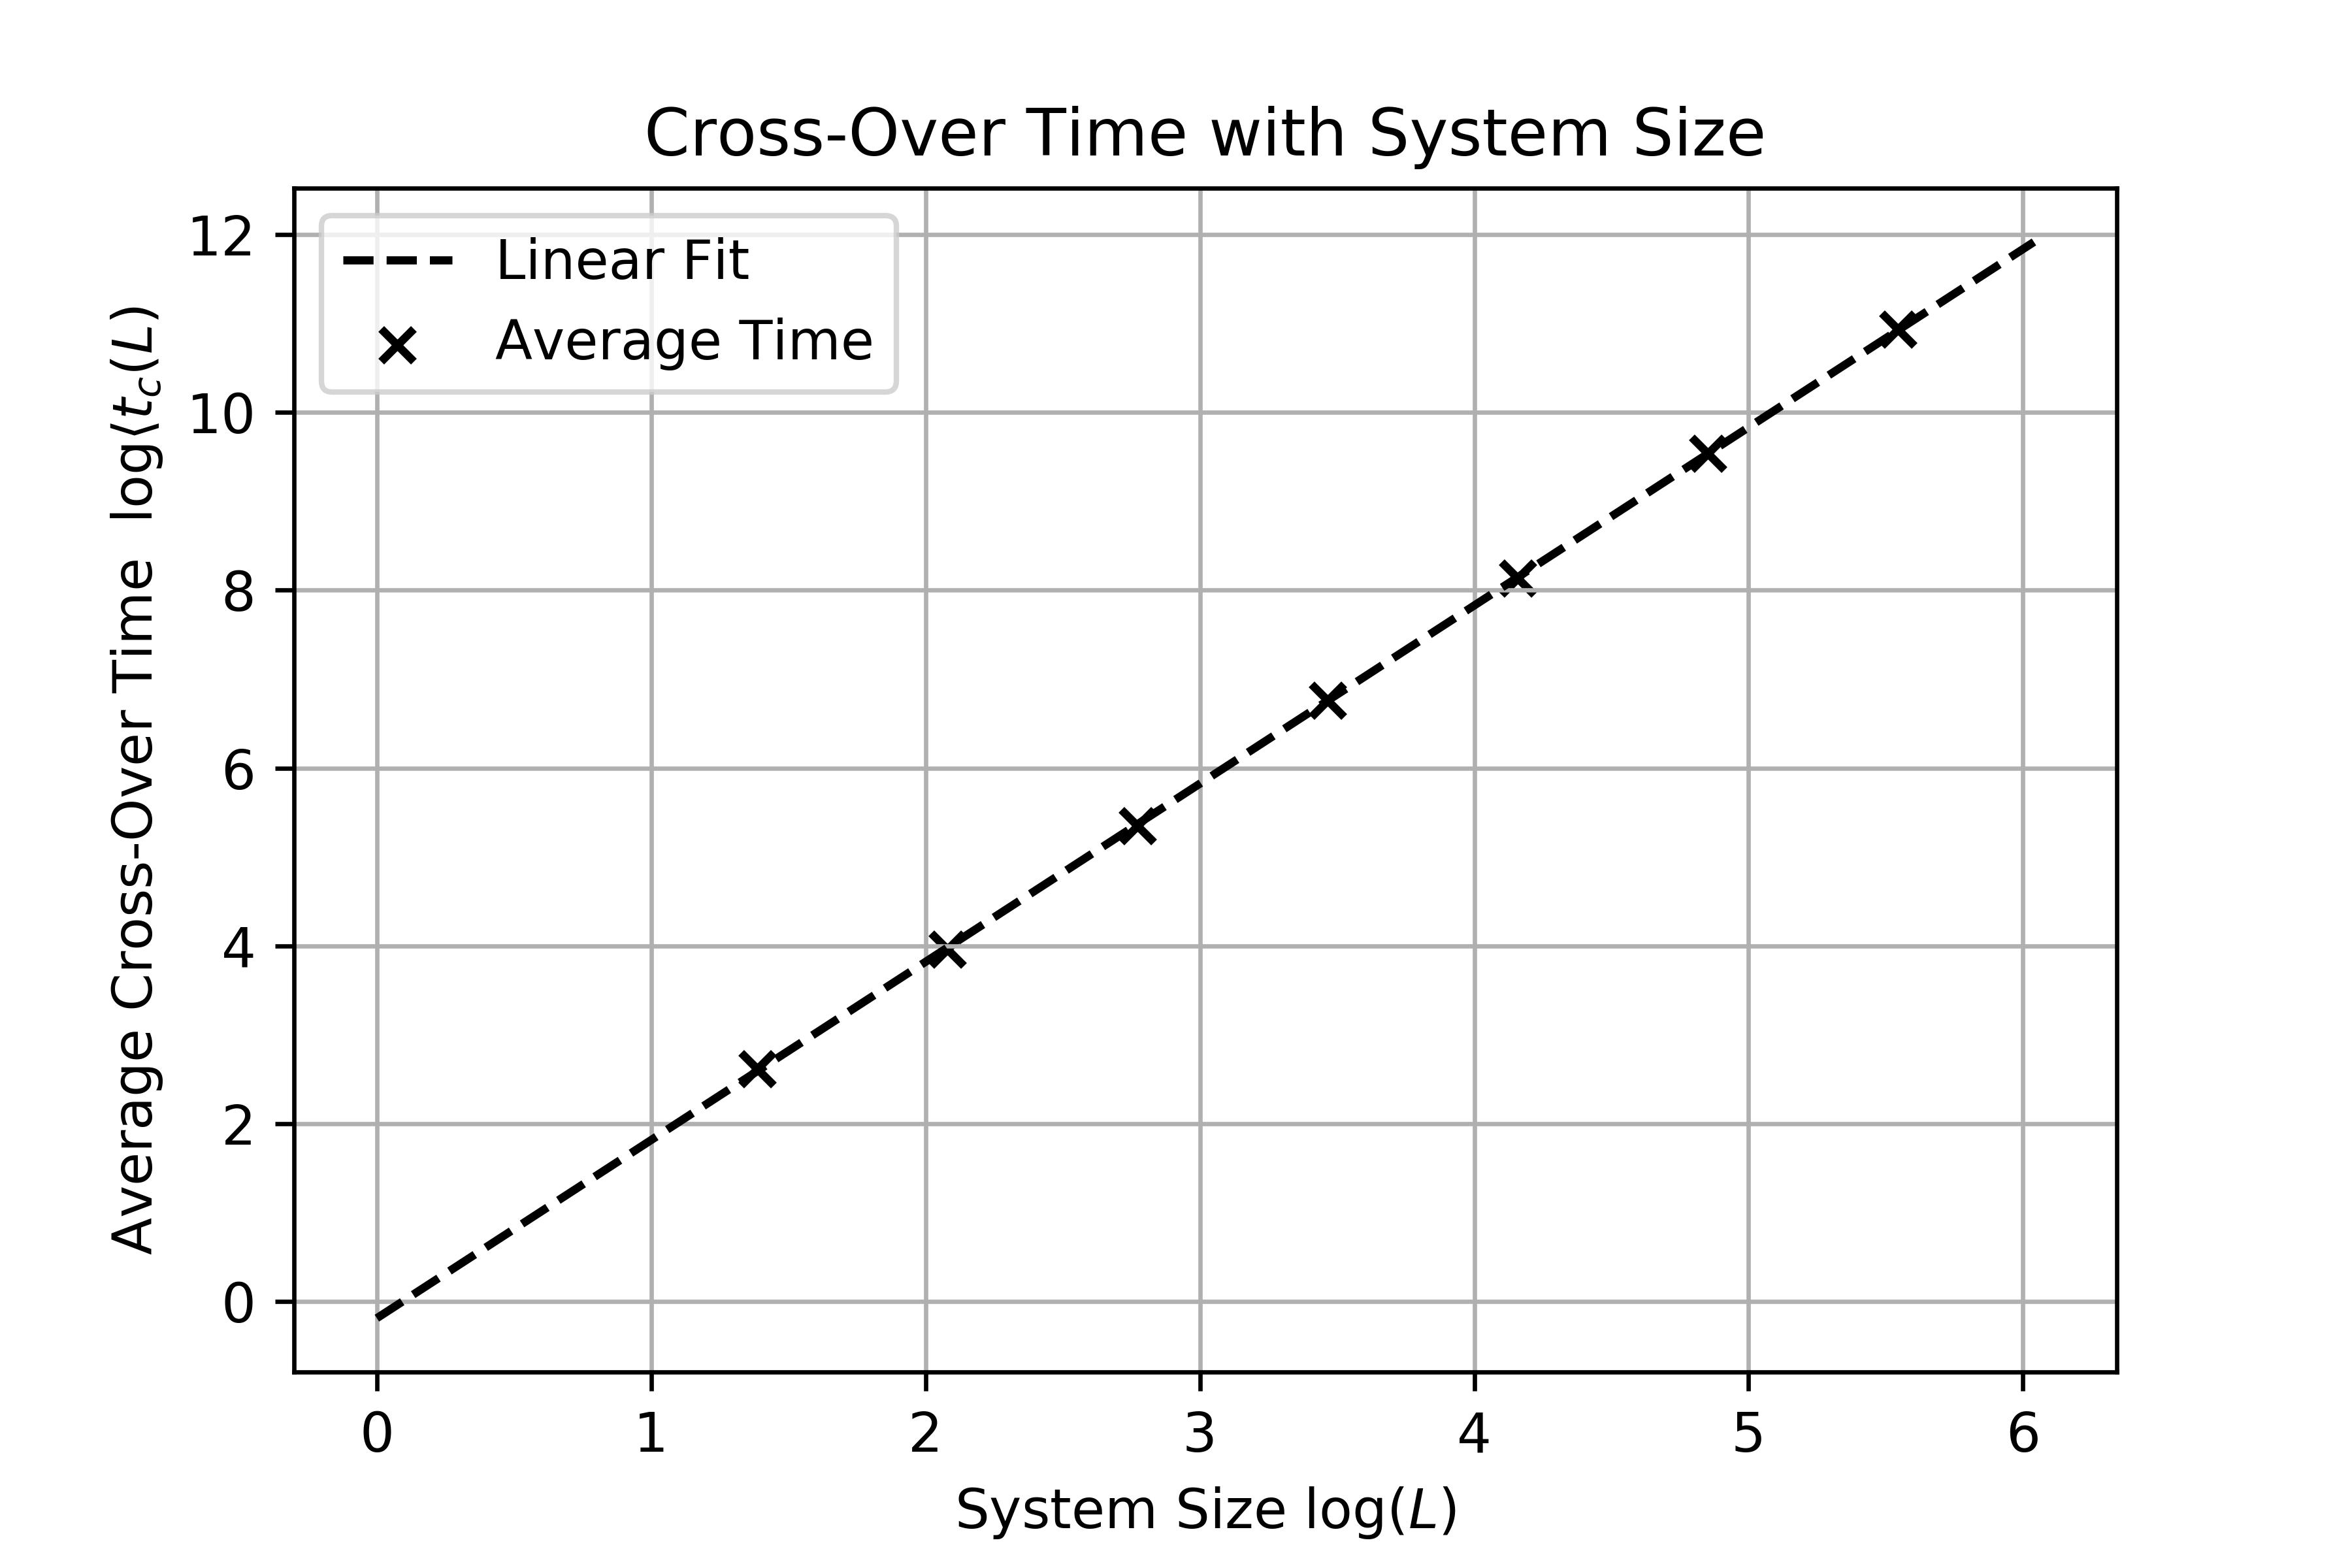 Cross-Over Time with System Size
Linear Fit
Average Time
Average Cross-Over Time  log⟨t_c(L)
12
10
8
6
4
2
0
0 1 2 3 4 5 6
System Size log(L)